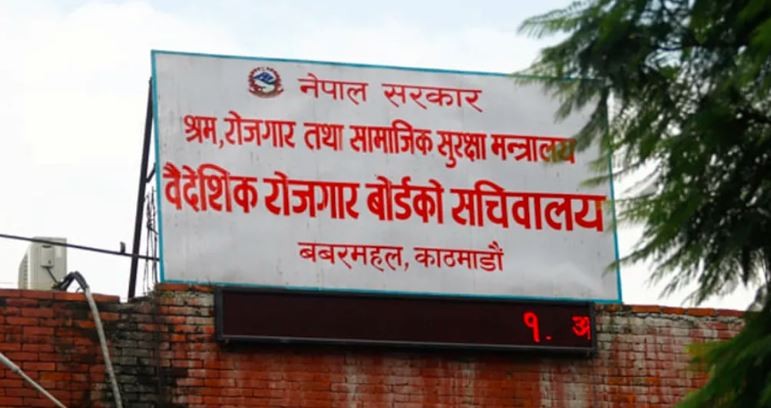 नेपाल सरकार
श्रम, रोजगार तथा सामाजिक सुरक्षा मन्त्रालय
वैदेशिक रोजगार बोर्डको सचिवालय
बबरमहल, काठमाडौं
१. अ